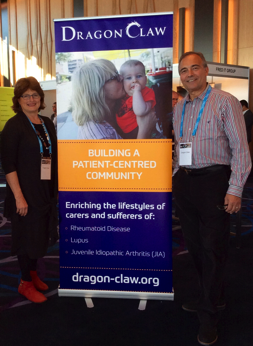 DRAGON CLAW
BUILDING A
PATIENT-CENTRED
COMMUNITY
Enriching the lifestyles of
carers and sufferers of:
Rheumatoid Disease
Lupus
Juvenile Idiopathic Arthritis (JIA)
dragon-claw.org